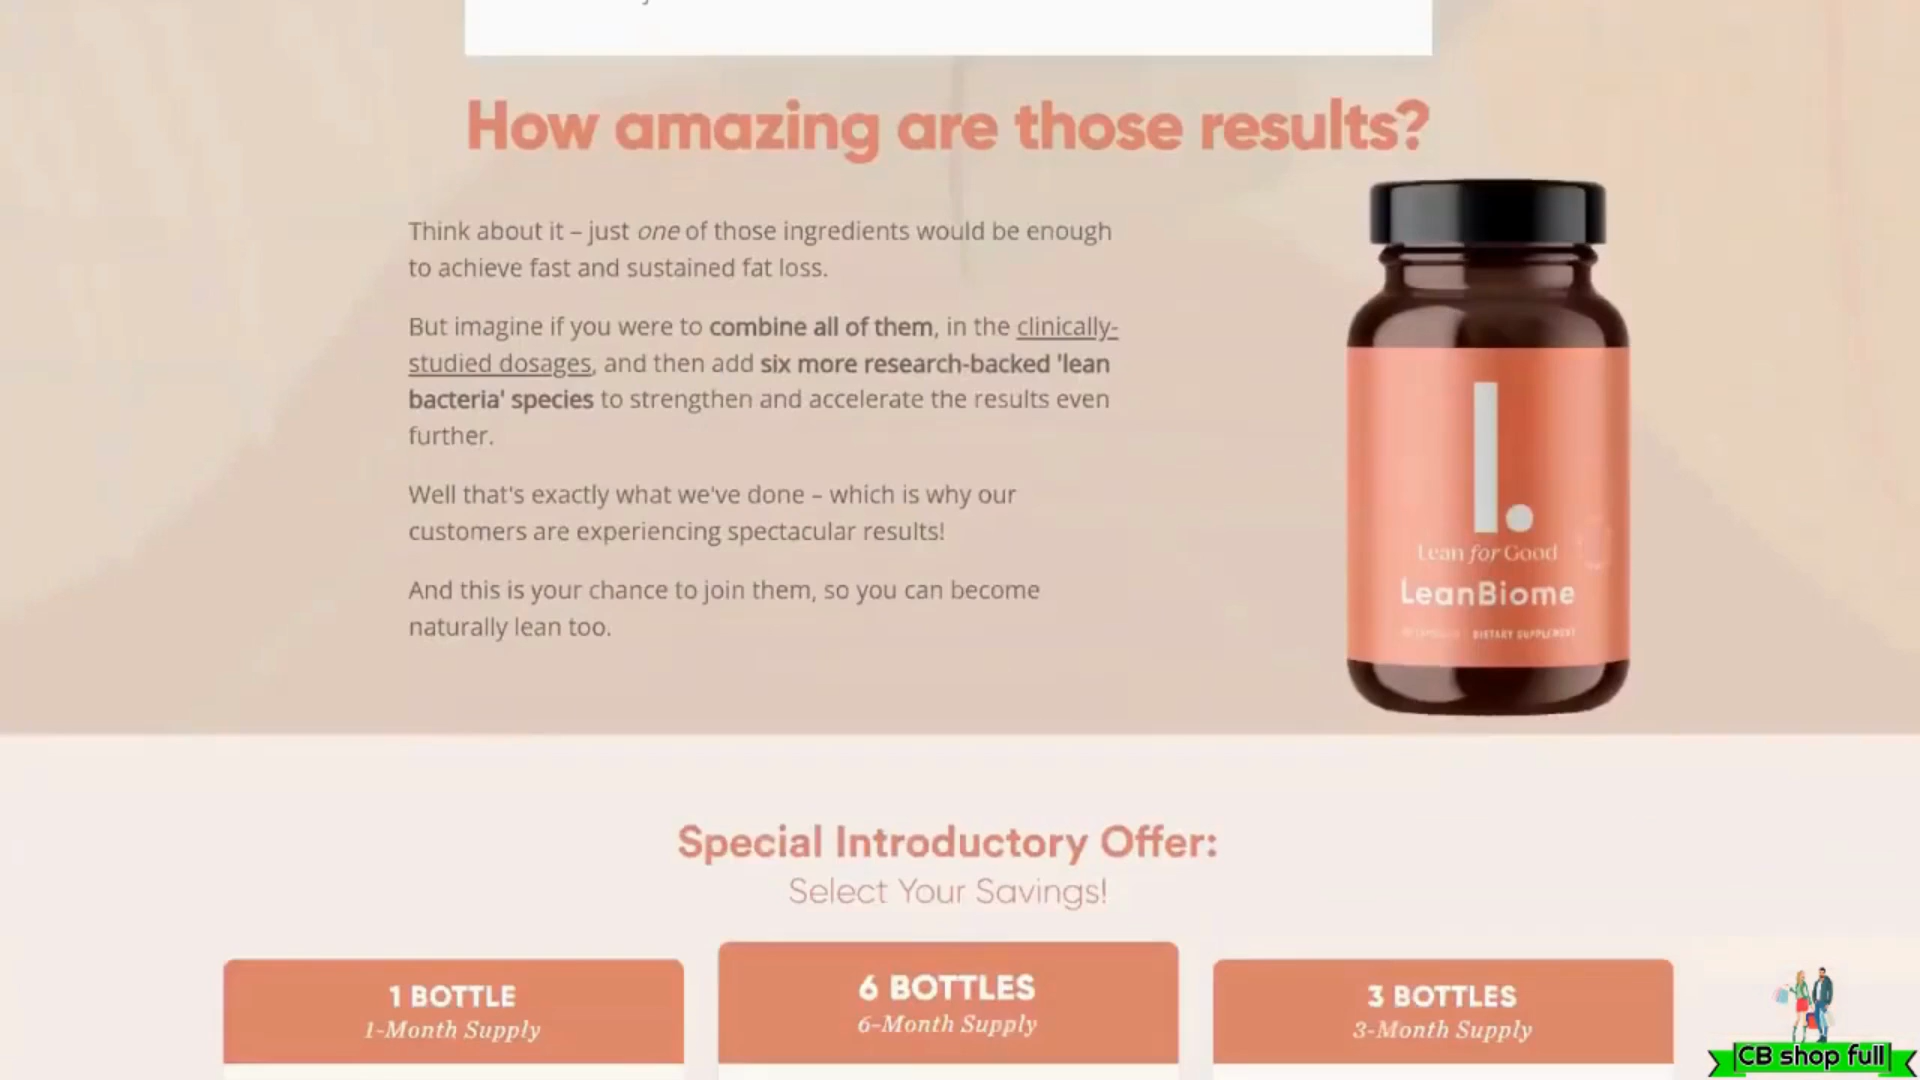 How amazing are those results?
Think about it – just one of those ingredients would be enough
to achieve fast and sustained fat loss.
But imagine if you were to combine all of them, in the clinically-
studied dosages, and then add six more research-backed 'lean
bacteria' species to strengthen and accelerate the results even
further.
Well that's exactly what we've done – which is why our
customers are experiencing spectacular results!
And this is your chance to join them, so you can become
naturally lean too.
l.
Lean for Good
LeanBiome
DIETARY SUPPLEMENT
Special Introductory Offer:
Select Your Savings!
1 BOTTLE
1-Month Supply
6 BOTTLES
6-Month Supply
3 BOTTLES
3-Month Supply
CB shop full